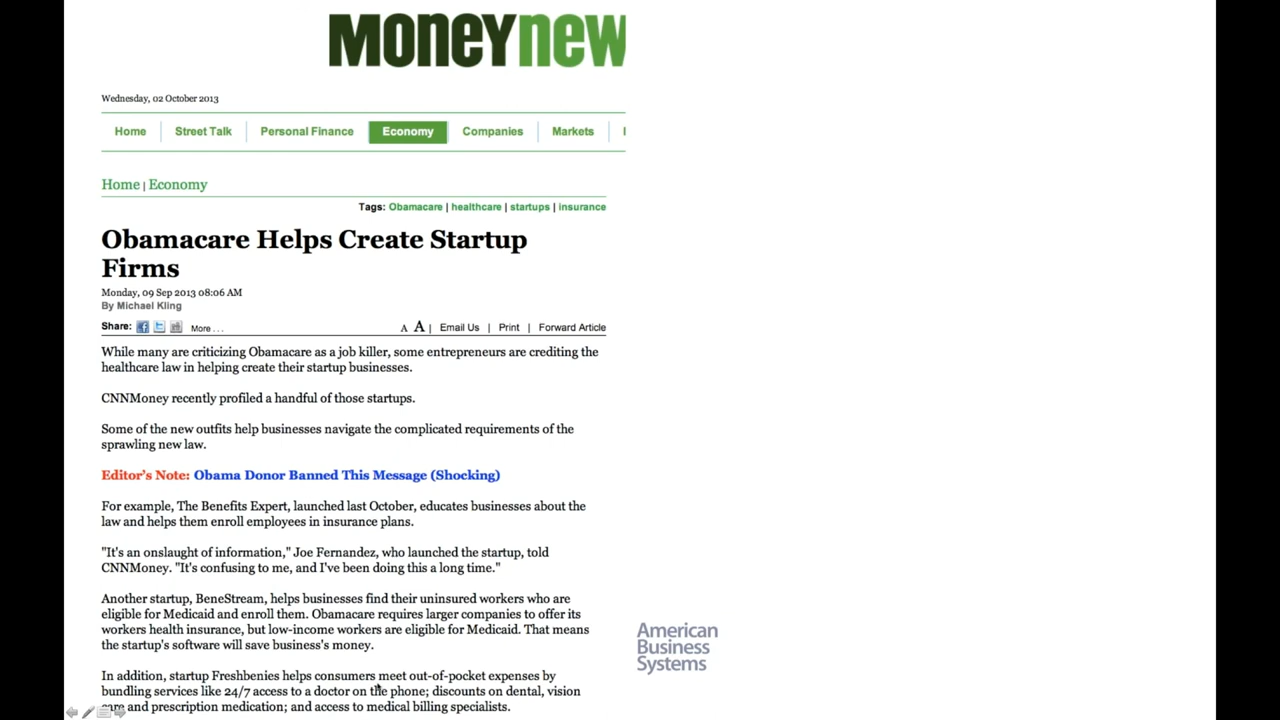 Moneynew
Wednesday, 02 October 2013
Home | Street Talk | Personal Finance | Economy | Companies | Markets
Home | Economy
Tags: Obamacare | healthcare | startups | insurance
Obamacare Helps Create Startup
Firms
Monday, 09 Sep 2013 08:06 AM
By Michael Kling
Share: More . . . A A | Email Us | Print | Forward Article
While many are criticizing Obamacare as a job killer, some entrepreneurs are crediting the
healthcare law in helping create their startup businesses.
CNNMoney recently profiled a handful of those startups.
Some of the new outfits help businesses navigate the complicated requirements of the
sprawling new law.
Editor's Note: Obama Donor Banned This Message (Shocking)
For example, The Benefits Expert, launched last October, educates businesses about the
law and helps them enroll employees in insurance plans.
"It's an onslaught of information," Joe Fernandez, who launched the startup, told
CNNMoney. "It's confusing to me, and I've been doing this a long time."
Another startup, BeneStream, helps businesses find their uninsured workers who are
eligible for Medicaid and enroll them. Obamacare requires larger companies to offer its
workers health insurance, but low-income workers are eligible for Medicaid. That means
the startup's software will save business's money.
In addition, startup Freshbenies helps consumers meet out-of-pocket expenses by
bundling services like 24/7 access to a doctor on the phone; discounts on dental, vision
care and prescription medication; and access to medical billing specialists.
American
Business
Systems